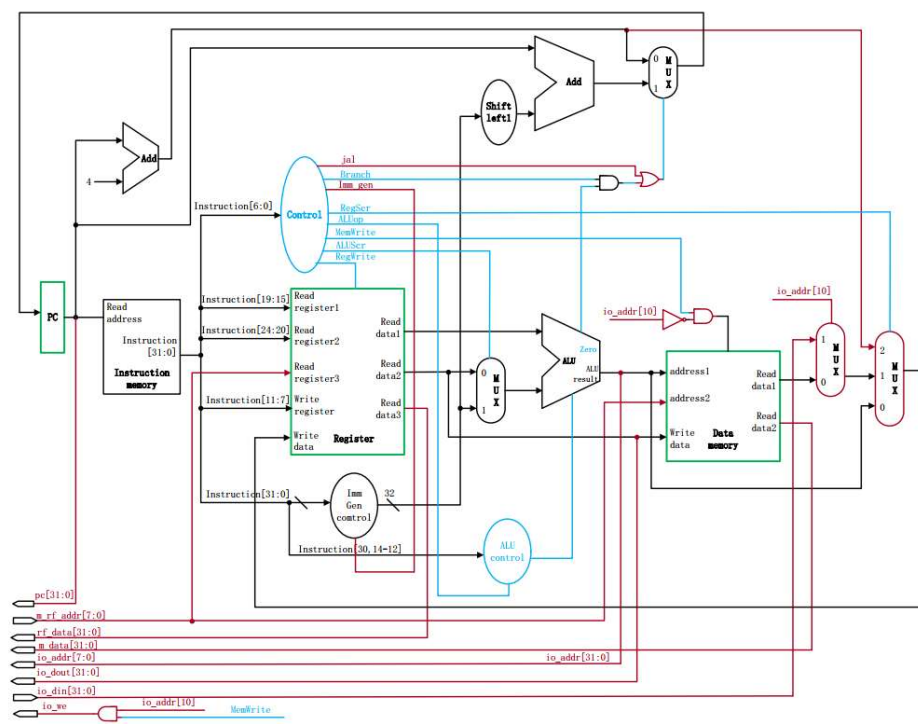 0
M
U
X
1
Add
Shift
left1
Add
4
jal
Branch
Imm_gen
Instruction[6:0]
Control
RegScr
ALUop
MemWrite
ALUScr
RegWrite
io_addr[10]
PC
Read
address
Instruction
[31:0]
Instruction
memory
Instruction[19:15]
Read
register1
Instruction[24:20]
Read
register2
Read
register3
Instruction[11:7]
Write
register
Write
data
Register
Read
data1
Read
data2
Read
data3
0
M
U
X
1
Zero
ALU
ALU
result
io_addr[10]
address1
address2
Write
data
Read
data1
Read
data2
Data
memory
1
M
U
X
0
2
M
U
X
1
0
Instruction[31:0]
Imm
Gen
comtrol
32
Instruction[30,14-12]
ALU
control
pc[31:0]
m_rf_addr[7:0]
rf_data[31:0]
m_data[31:0]
io_addr[7:0]
io_addr[31:0]
io_dout[31:0]
io_din[31:0]
io_we
io_addr[10]
MemWrite